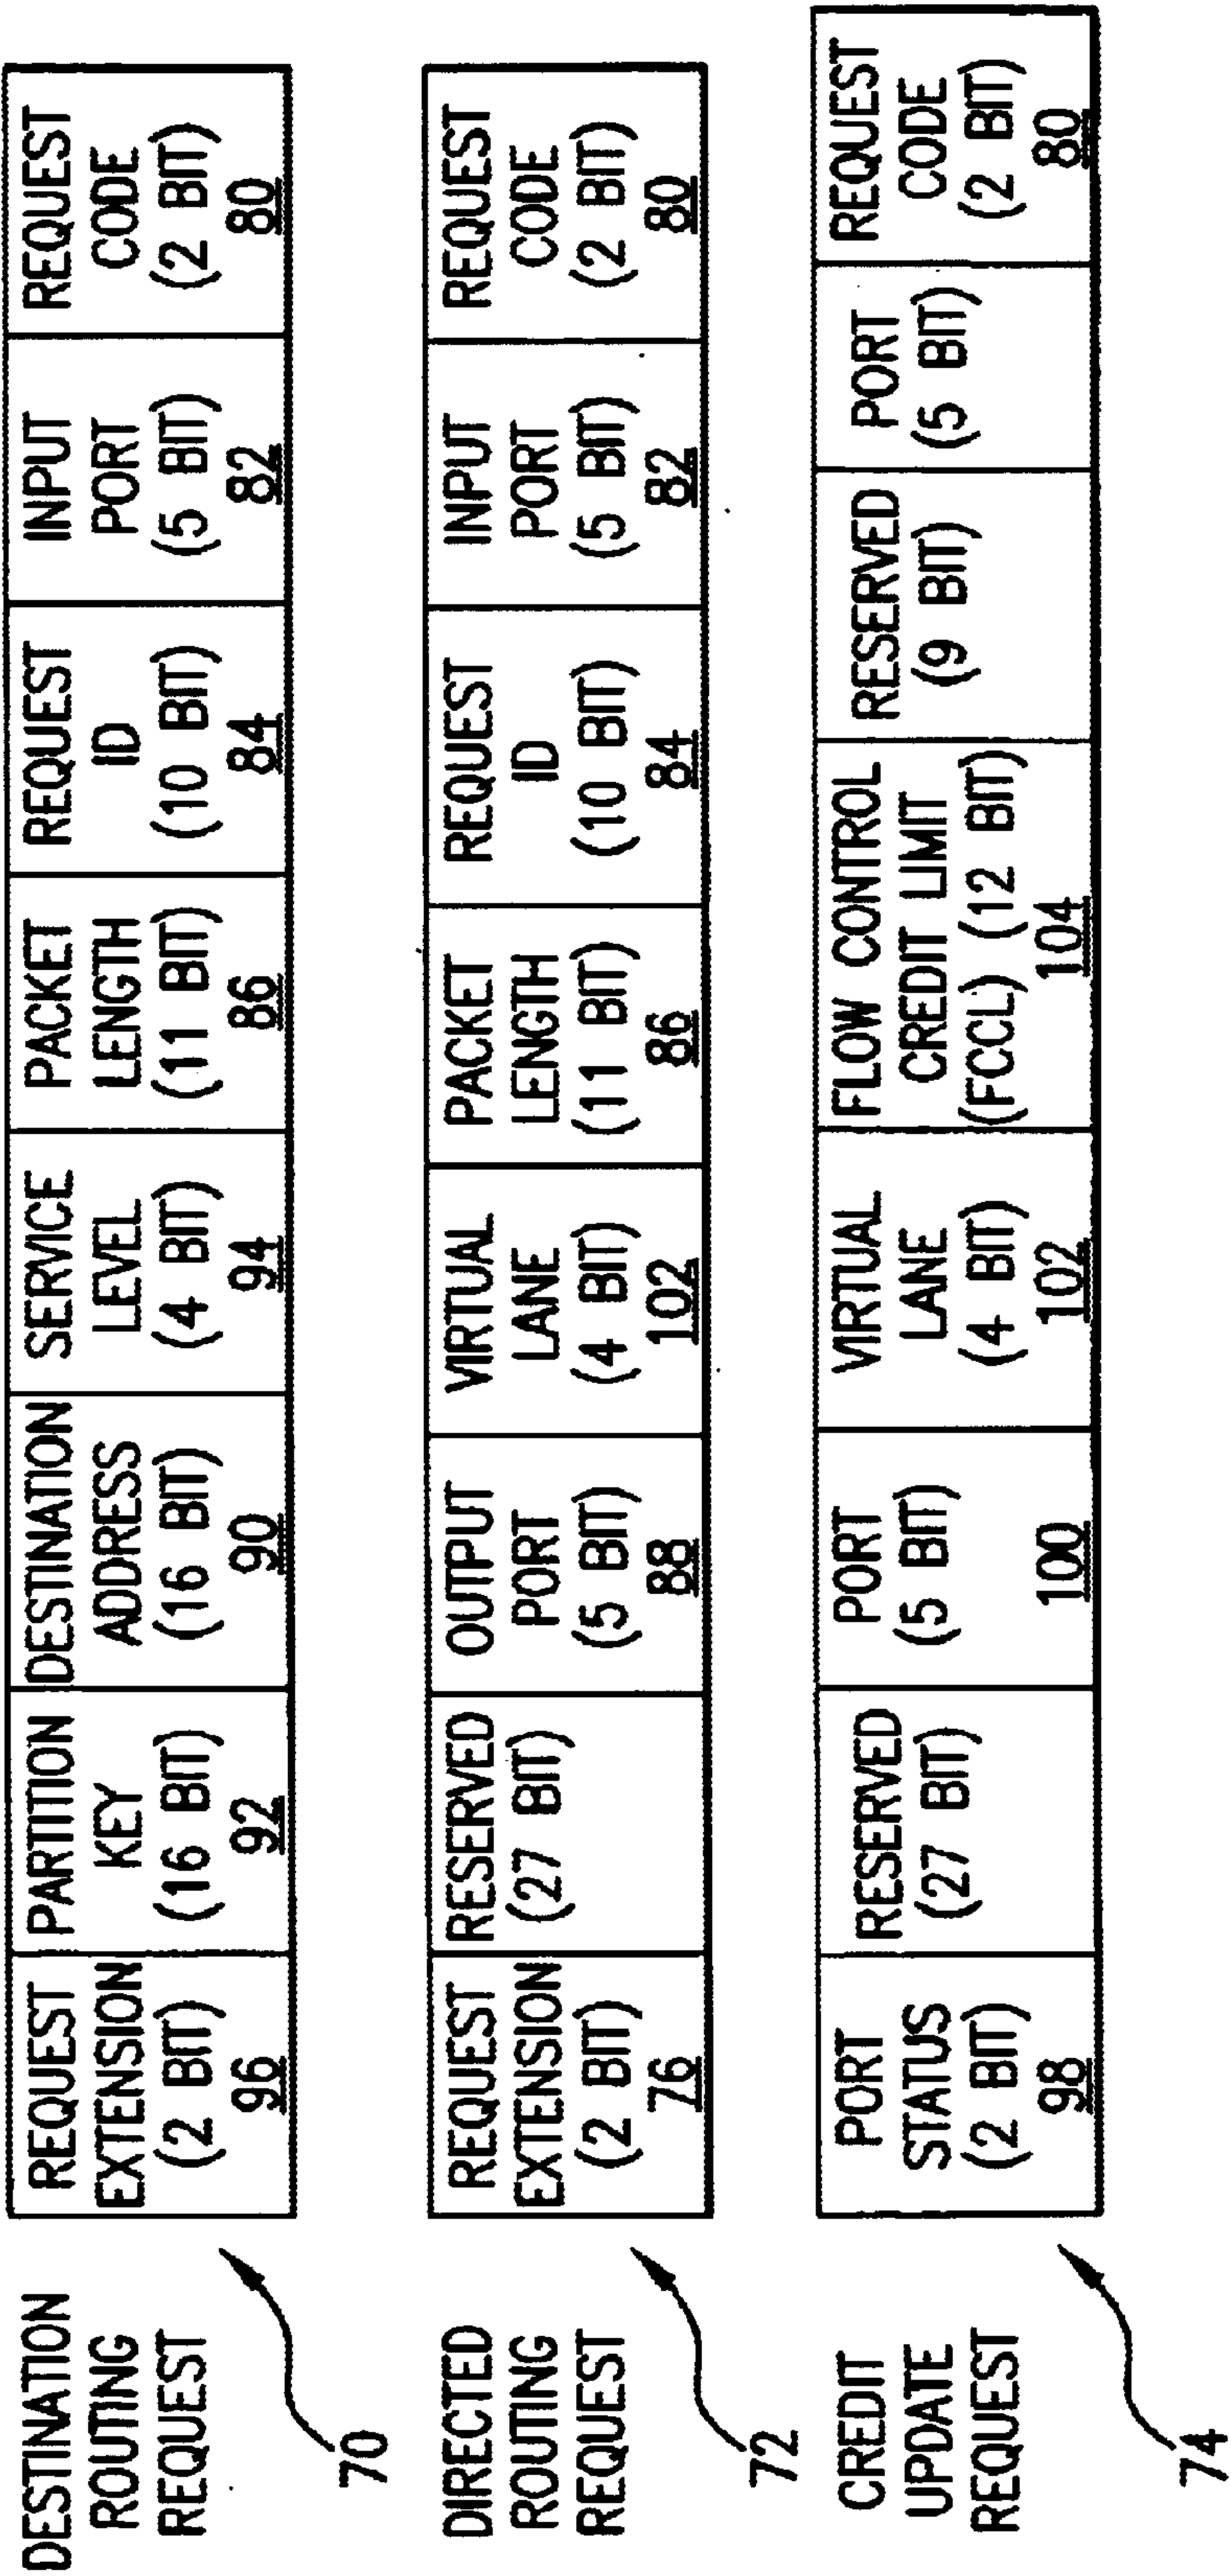 DESTINATION
ROUTING
REQUEST
70
REQUEST
EXTENSION
(2 BIT)
96
PARTITION
KEY
(16 BIT)
92
DESTINATION
ADDRESS
(16 BIT)
90
SERVICE
LEVEL
(4 BIT)
94
PACKET
LENGTH
(11 BIT)
86
REQUEST
ID
(10 BIT)
84
INPUT
PORT
(5 BIT)
82
REQUEST
CODE
(2 BIT)
80
DIRECTED
ROUTING
REQUEST
72
REQUEST
EXTENSION
(2 BIT)
76
RESERVED
(27 BIT)
OUTPUT
PORT
(5 BIT)
88
VIRTUAL
LANE
(4 BIT)
102
PACKET
LENGTH
(11 BIT)
86
REQUEST
ID
(10 BIT)
84
INPUT
PORT
(5 BIT)
82
REQUEST
CODE
(2 BIT)
80
CREDIT
UPDATE
REQUEST
74
PORT
STATUS
(2 BIT)
98
RESERVED
(27 BIT)
PORT
(5 BIT)
100
VIRTUAL
LANE
(4 BIT)
102
FLOW CONTROL
CREDIT LIMIT
(FCCL) (12 BIT)
104
RESERVED
(9 BIT)
PORT
(5 BIT)
REQUEST
CODE
(2 BIT)
80